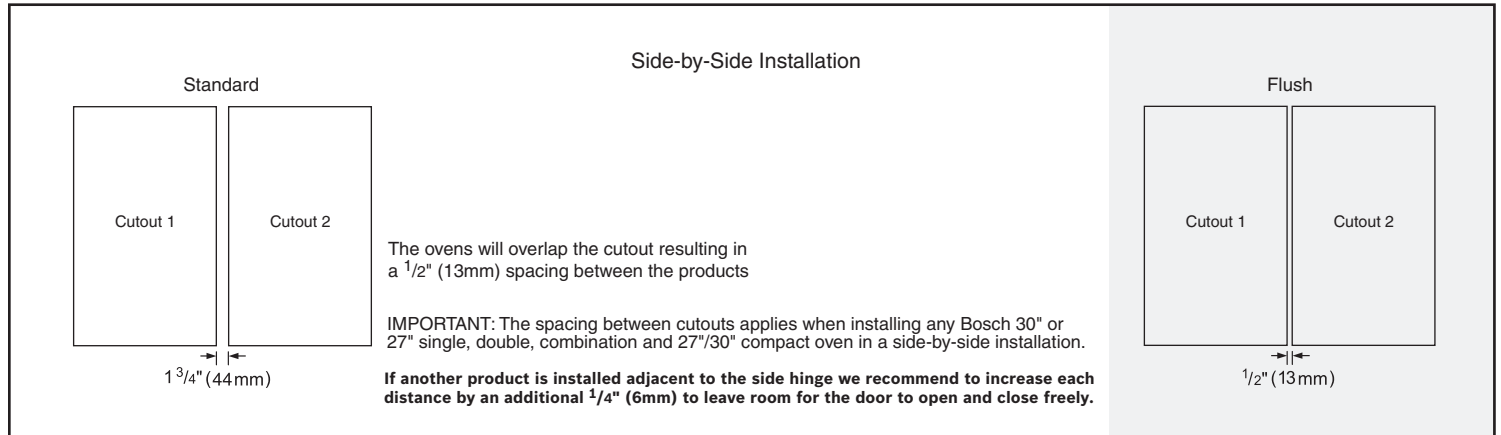 Side-by-Side Installation
Standard
Cutout 1
Cutout 2
1 3/4" (44mm)
The ovens will overlap the cutout resulting in
a 1/2" (13mm) spacing between the products
IMPORTANT: The spacing between cutouts applies when installing any Bosch 30" or
27" single, double, combination and 27"/30" compact oven in a side-by-side installation.
If another product is installed adjacent to the side hinge we recommend to increase each
distance by an additional 1/4" (6mm) to leave room for the door to open and close freely.
Flush
Cutout 1
Cutout 2
1/2" (13mm)